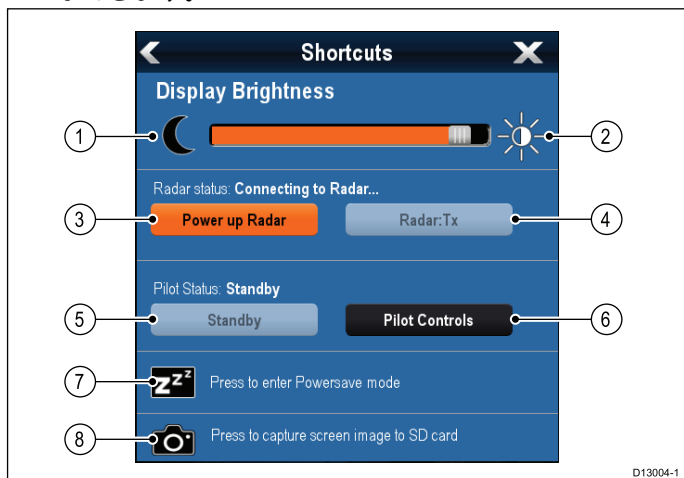 Shortcuts
Display Brightness
1
2
Radar status: Connecting to Radar...
3
Power up Radar
Radar:Tx
4
Pilot Status: Standby
5
Standby
Pilot Controls
6
7
zzz
Press to enter Powersave mode
8
Press to capture screen image to SD card
D13004-1